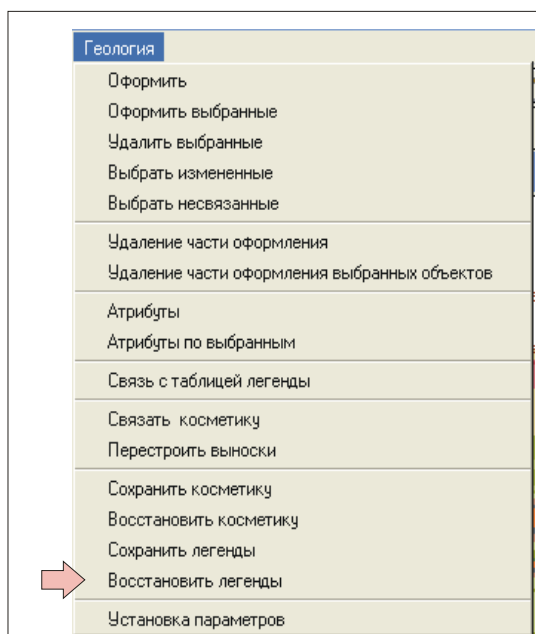 Геология
Оформить
Оформить выбранные
Удалить выбранные
Выбрать измененные
Выбрать несвязанные
Удаление части оформления
Удаление части оформления выбранных объектов
Атрибуты
Атрибуты по выбранным
Связь с таблицей легенды
Связать косметику
Перестроить выноски
Сохранить косметику
Восстановить косметику
Сохранить легенды
Восстановить легенды
Установка параметров